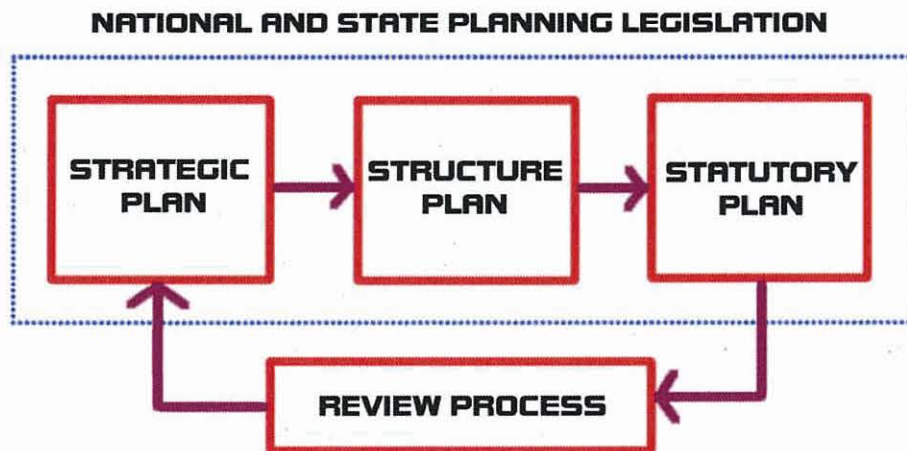 NATIONAL AND STATE PLANNING LEGISLATION
STRATEGIC
PLAN
STRUCTURE
PLAN
STATUTORY
PLAN
REVIEW PROCESS